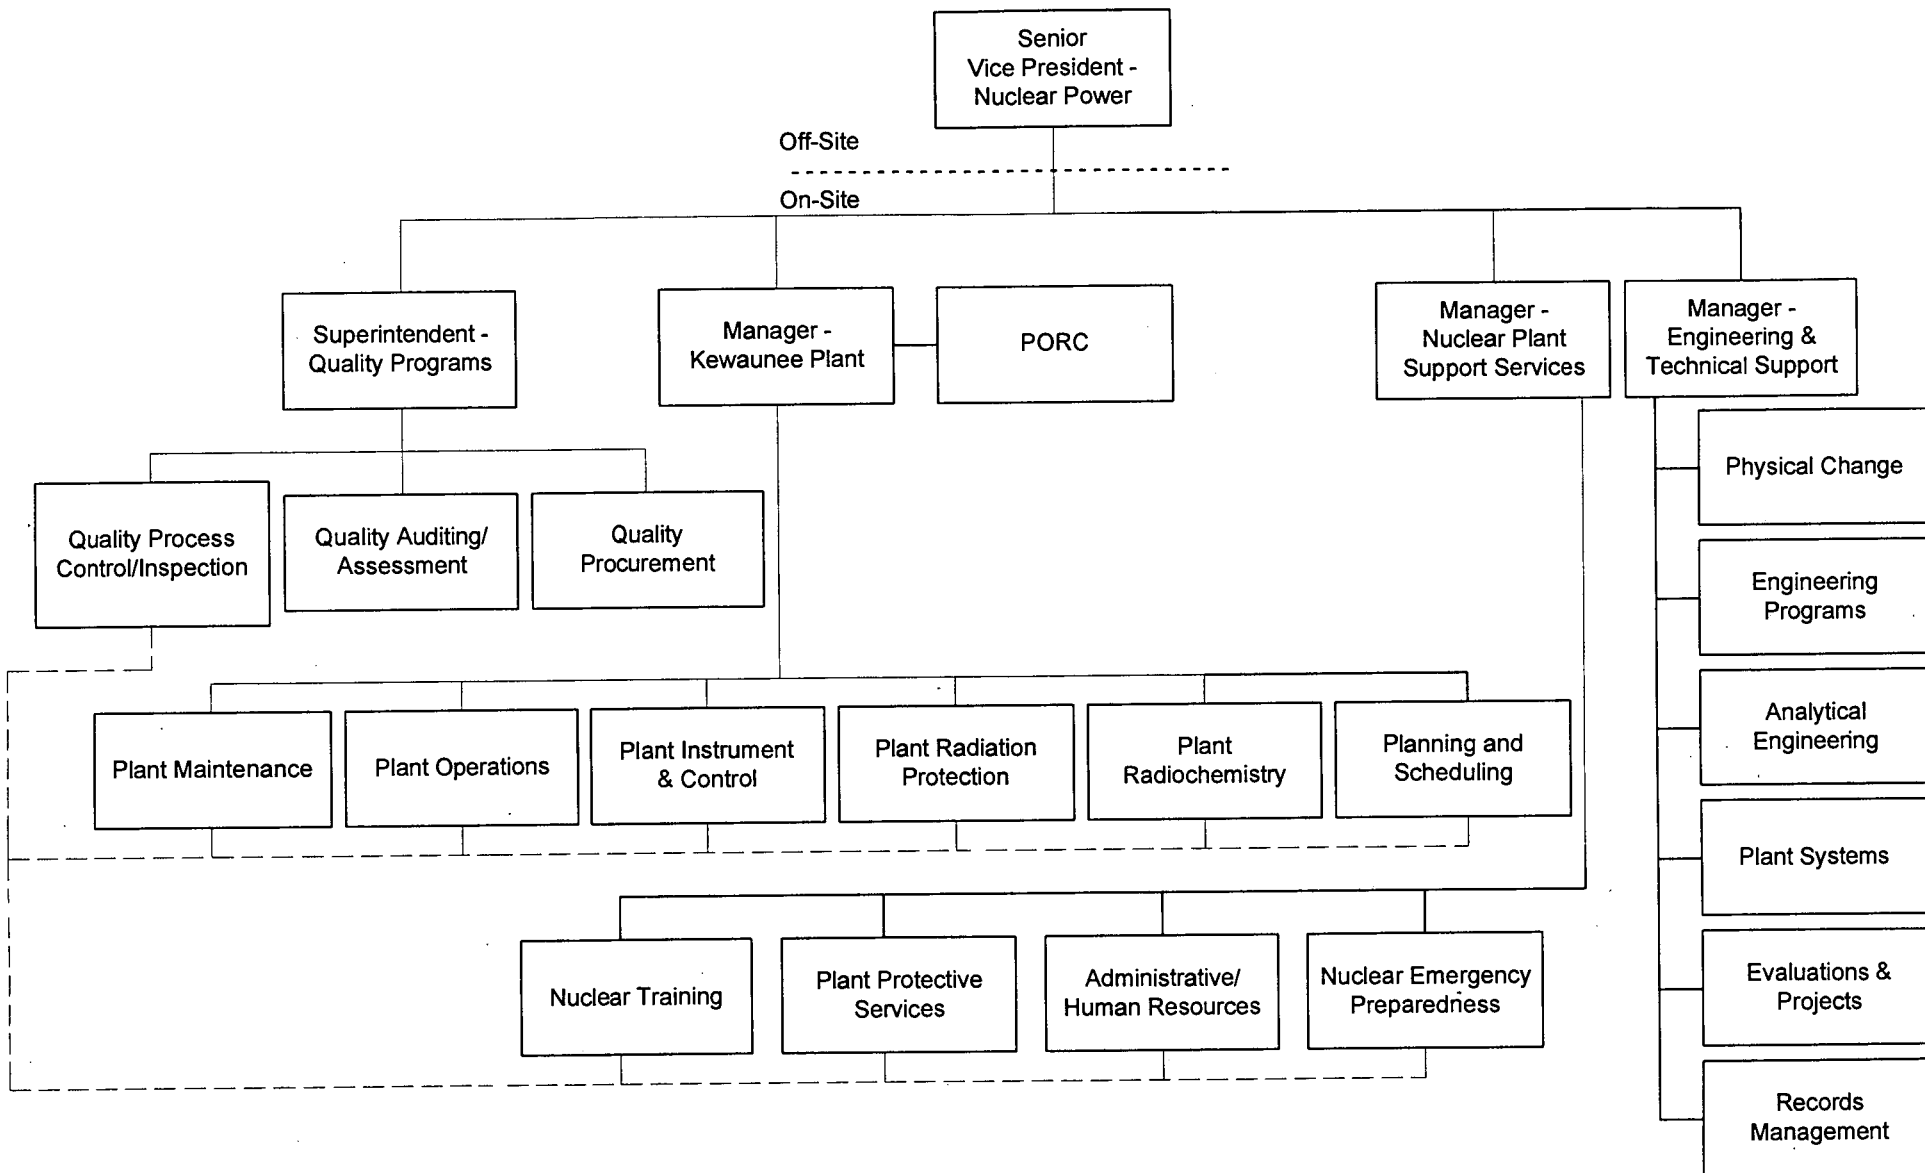 Senior
Vice President -
Nuclear Power
Off-Site
On-Site
Superintendent -
Quality Programs
Manager -
Kewaunee Plant
PORC
Manager -
Nuclear Plant
Support Services
Manager -
Engineering &
Technical Support
Physical Change
Quality Process
Control/Inspection
Quality Auditing/
Assessment
Quality
Procurement
Engineering
Programs
Analytical
Engineering
Plant Maintenance
Plant Operations
Plant Instrument
& Control
Plant Radiation
Protection
Plant
Radiochemistry
Planning and
Scheduling
Plant Systems
Nuclear Training
Plant Protective
Services
Administrative/
Human Resources
Nuclear Emergency
Preparedness
Evaluations &
Projects
Records
Management